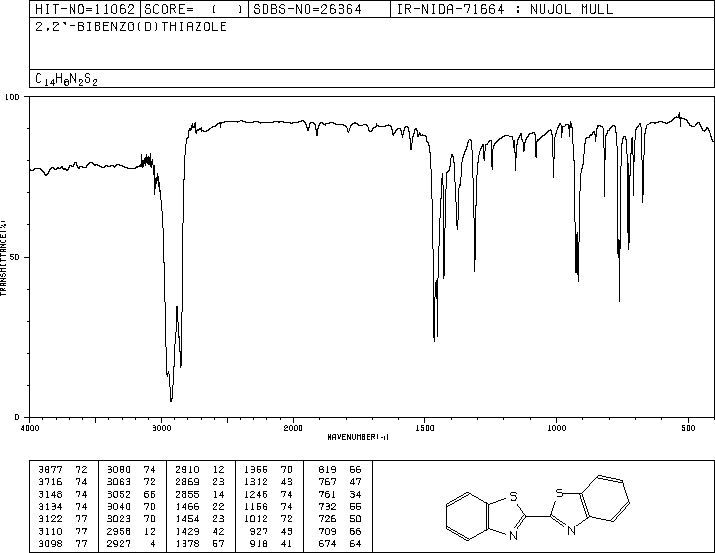 HIT-NO=11062 SCORE= ( ) SDBS-NO=26364 IR-NIDA-71664 : NUJOL MULL
2,2'-BIBENZO(D)THIAZOLE
C14H8N2S2
100
50
0
TRANSMITTANCE(%)
4000 3000 2000 1500 1000 500
WAVENUMBER(-1)
3877 72 3080 74 2910 12 1366 70 819 66
3716 74 3063 72 2869 23 1312 43 767 47
3148 74 3052 66 2855 14 1246 74 761 34
3134 74 3040 70 1466 22 1156 74 732 66
3122 77 3023 70 1454 23 1012 72 726 50
3110 77 2958 12 1429 42 927 43 709 66
3098 77 2927 4 1378 57 918 41 674 64
S S
N N